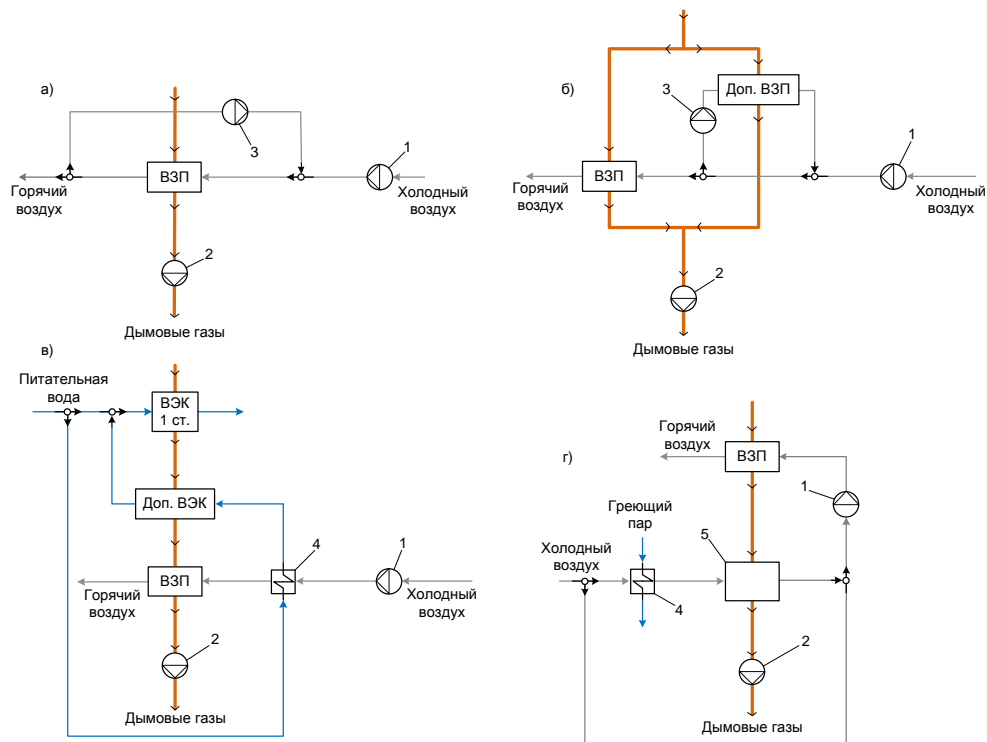 а)
3
1
ВЗП
Горячий
воздух
Холодный
воздух
2
Дымовые газы
б)
3
Доп. ВЗП
1
ВЗП
Горячий
воздух
Холодный
воздух
2
Дымовые газы
в)
Питательная
вода
ВЭК
1 ст.
Доп. ВЭК
4
1
ВЗП
Горячий
воздух
Холодный
воздух
2
Дымовые газы
г)
Горячий
воздух
ВЗП
1
Греющий
пар
5
Холодный
воздух
4
2
Дымовые газы